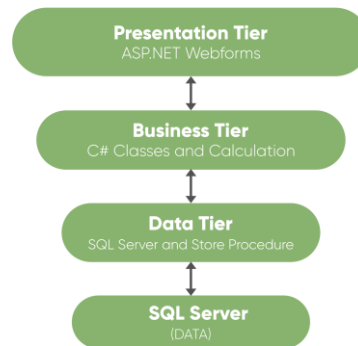 Presentation Tier
ASP.NET Webforms
Business Tier
C# Classes and Calculation
Data Tier
SQL Server and Store Procedure
SQL Server
(DATA)